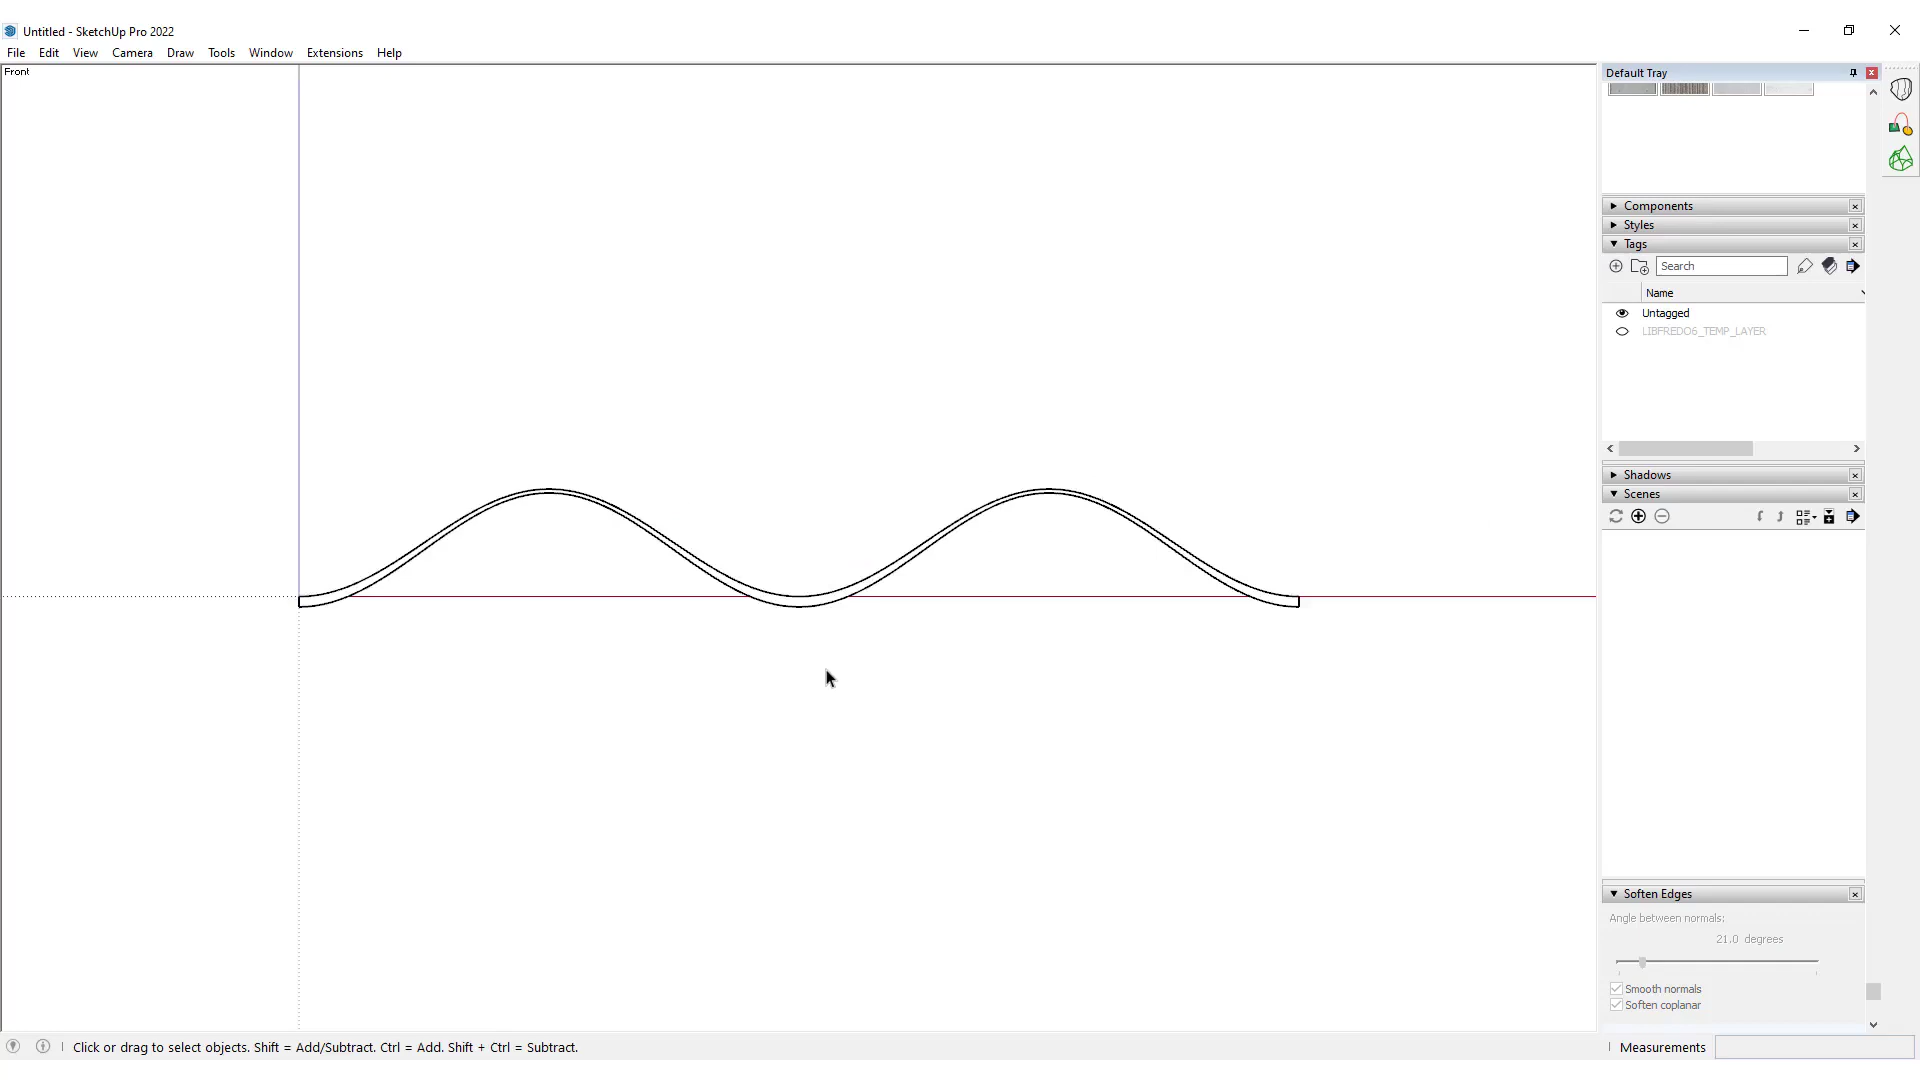 Untitled - SketchUp Pro 2022
File Edit View Camera Draw Tools Window Extensions Help
Front
Default Tray
Components
Styles
Tags
Search
Name
Untagged
LIBFREDO6_TEMP_LAYER
Shadows
Scenes
Soften Edges
Angle between normals:
21.0 degrees
Smooth normals
Soften coplanar
Click or drag to select objects. Shift = Add/Subtract. Ctrl = Add. Shift + Ctrl = Subtract.
Measurements